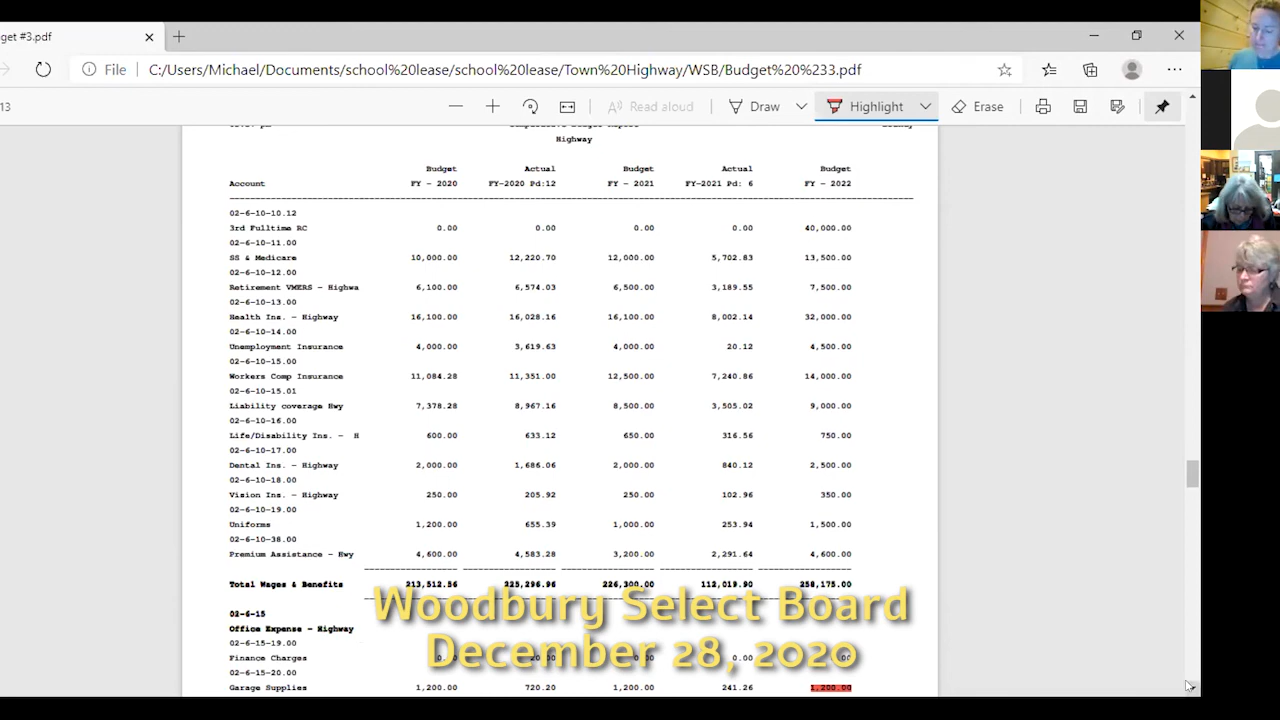 get #3.pdf
File C:/Users/Michael/Documents/school%20lease/school%20lease/Town%20Highway/WSB/Budget%20%233.pdf
13 Read aloud Draw Highlight Erase
Highway
Budget Actual Budget Actual Budget
Account FY - 2020 FY-2020 Pd:12 FY - 2021 FY-2021 Pd: 6 FY - 2022
02-6-10-10.12
3rd Fulltime RC 0.00 0.00 0.00 0.00 40,000.00
02-6-10-11.00
SS & Medicare 10,000.00 12,220.70 12,000.00 5,702.83 13,500.00
02-6-10-12.00
Retirement VMERS - Highwa 6,100.00 6,574.03 6,500.00 3,189.55 7,500.00
02-6-10-13.00
Health Ins. - Highway 16,100.00 16,028.16 16,100.00 8,002.14 32,000.00
02-6-10-14.00
Unemployment Insurance 4,000.00 3,619.63 4,000.00 20.12 4,500.00
02-6-10-15.00
Workers Comp Insurance 11,084.28 11,351.00 12,500.00 7,240.86 14,000.00
02-6-10-15.01
Liability coverage Hwy 7,378.28 8,967.16 8,500.00 3,505.02 9,000.00
02-6-10-16.00
Life/Disability Ins. - H 600.00 633.12 650.00 316.56 750.00
02-6-10-17.00
Dental Ins. - Highway 2,000.00 1,686.06 2,000.00 840.12 2,500.00
02-6-10-18.00
Vision Ins. - Highway 250.00 205.92 250.00 102.96 350.00
02-6-10-19.00
Uniforms 1,200.00 655.39 1,000.00 253.94 1,500.00
02-6-10-38.00
Premium Assistance - Hwy 4,600.00 4,583.28 3,200.00 2,291.64 4,600.00
Total Wages & Benefits 213,512.56 225,296.96 226,300.00 112,019.90 258,175.00
Woodbury Select Board
02-6-15
Office Expense - Highway
02-6-15-19.00
December 28, 2020
Finance Charges 0.00
02-6-15-20.00
Garage Supplies 1,200.00 720.20 1,200.00 241.26 1,200.00